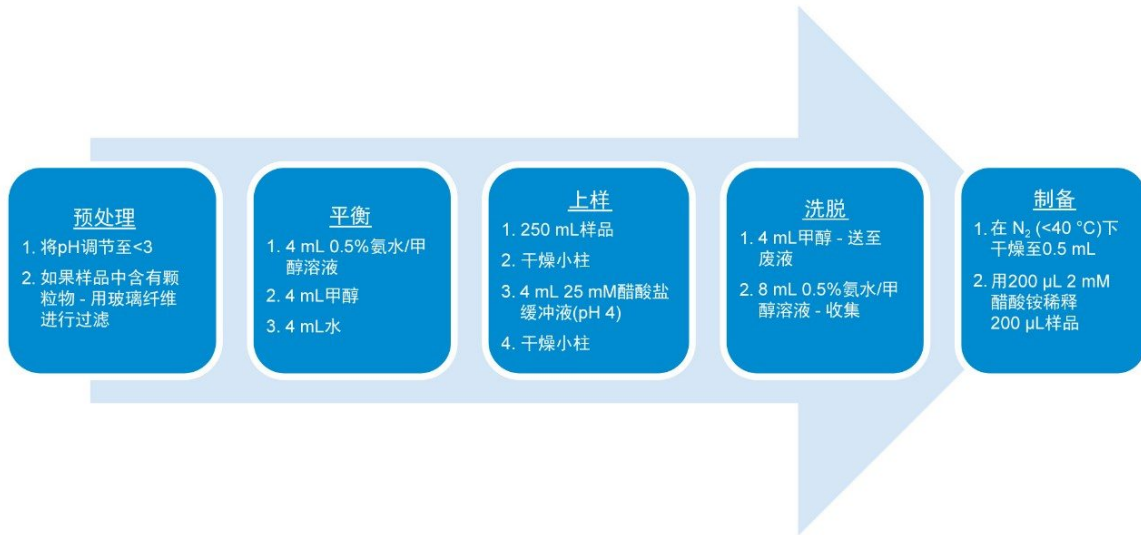 预处理
1. 将pH调节至<3
2. 如果样品中含有颗
粒物 - 用玻璃纤维
进行过滤
平衡
1. 4 mL 0.5%氨水/甲
醇溶液
2. 4 mL甲醇
3. 4 mL水
上样
1. 250 mL样品
2. 干燥小柱
3. 4 mL 25 mM醋酸盐
缓冲液(pH 4)
4. 干燥小柱
洗脱
1. 4 mL甲醇 - 送至
废液
2. 8 mL 0.5%氨水/甲
醇溶液 - 收集
制备
1. 在 N₂ (<40 °C)下
干燥至0.5 mL
2. 用200 µL 2 mM
醋酸铵稀释
200 µL样品